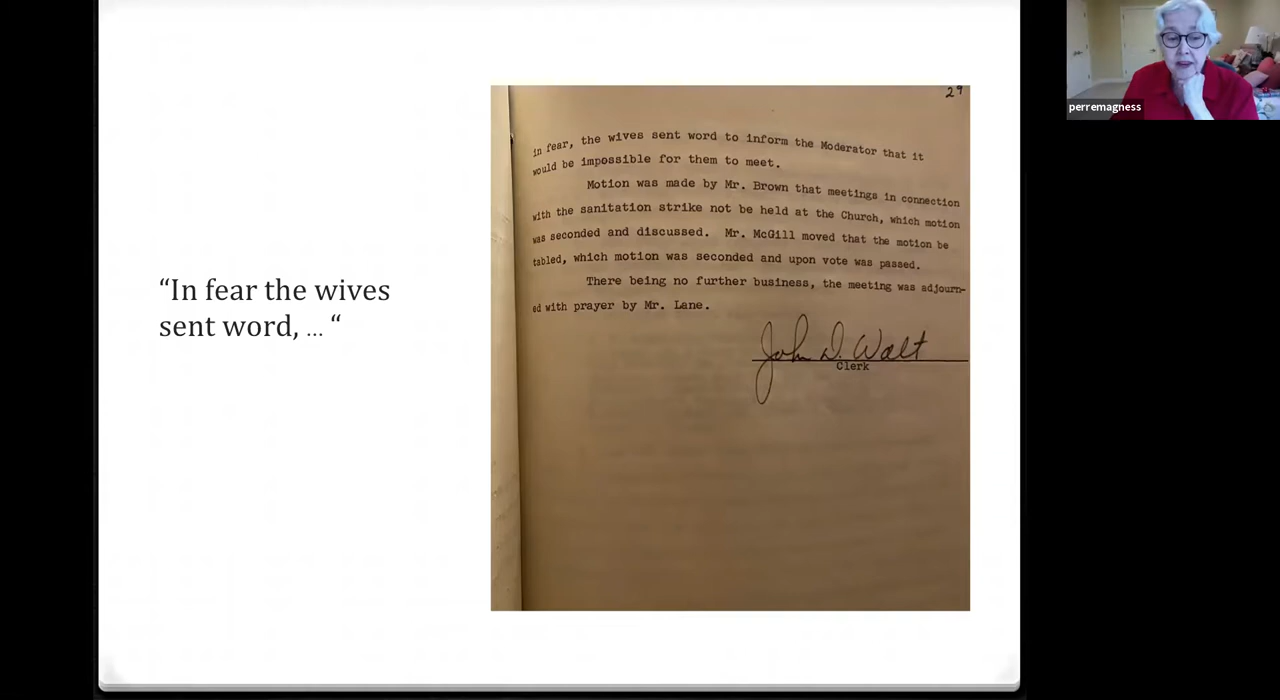 “In fear the wives
sent word, ... “
29
in fear, the wives sent word to inform the Moderator that it
would be impossible for them to meet.
Motion was made by Mr. Brown that meetings in connection
with the sanitation strike not be held at the Church, which motion
was seconded and discussed. Mr. McGill moved that the motion be
tabled, which motion was seconded and upon vote was passed.
There being no further business, the meeting was adjourn-
ed with prayer by Mr. Lane.
John D. Walt
Clerk
perremagness